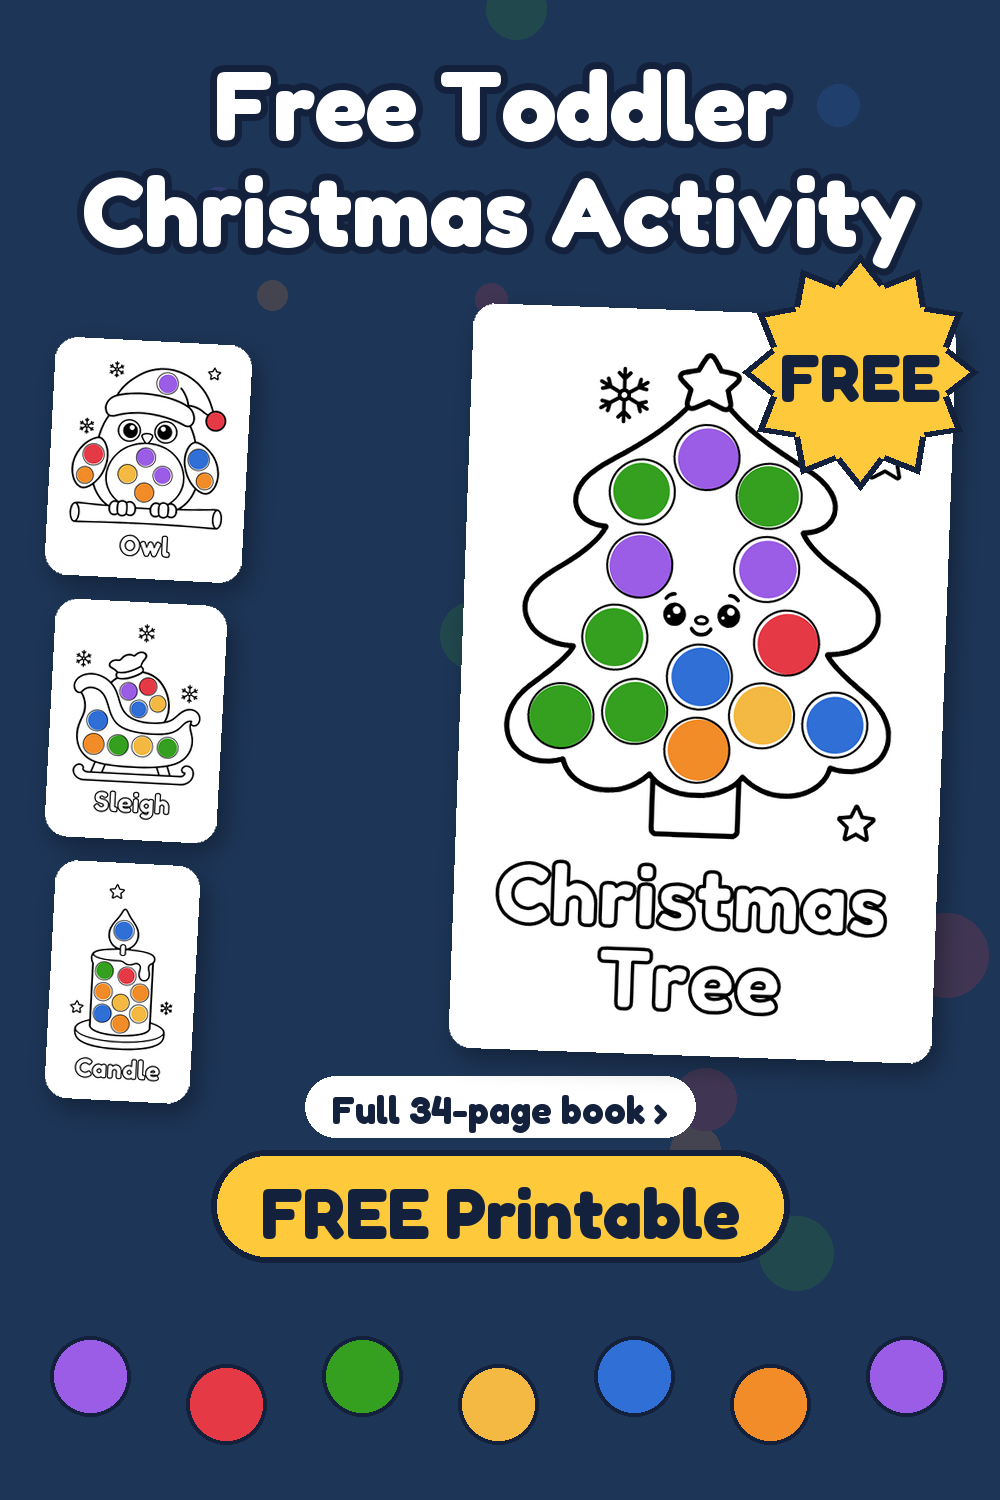 Free Toddler
Christmas Activity
FREE
Owl
Sleigh
Candle
Christmas
Tree
Full 34-page book ›
FREE Printable